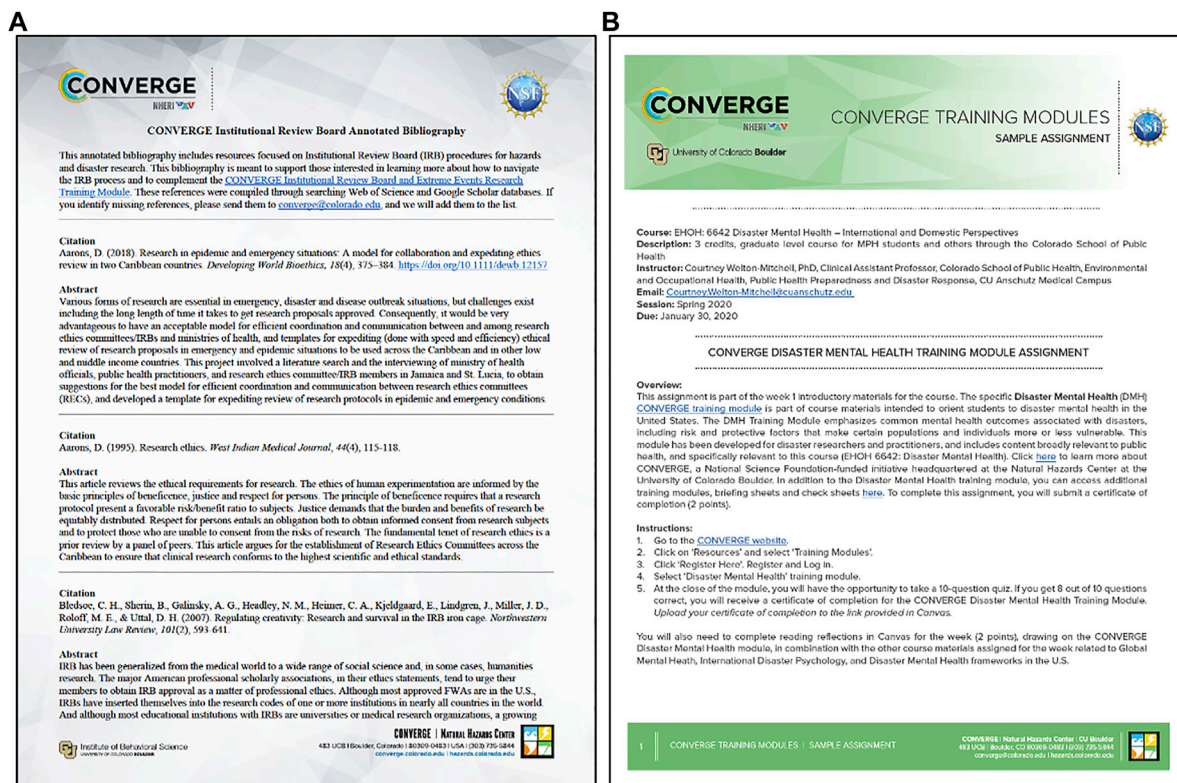 A
CONVERGE
NHERI
NSF
CONVERGE Institutional Review Board Annotated Bibliography
This annotated bibliography includes resources focused on Institutional Review Board (IRB) procedures for hazards
and disaster research. This bibliography is meant to support those interested in learning more about how to navigate
the IRB process and to complement the CONVERGE Institutional Review Board and Extreme Events Research
Training Module. These references were compiled through searching Web of Science and Google Scholar databases. If
you identify missing references, please send them to converge@colorado.edu, and we will add them to the list.
Citation
Aarons, D. (2018). Research in epidemic and emergency situations: A model for collaboration and expediting ethics
review in two Caribbean countries. Developing World Bioethics, 18(4), 375–384. https://doi.org/10.1111/dewb.12157
Abstract
Various forms of research are essential in emergency, disaster and disease outbreak situations, but challenges exist
including the long length of time it takes to get research proposals approved. Consequently, it would be very
advantageous to have an acceptable model for efficient coordination and communication between and among research
ethics committees/IRBs and ministries of health, and templates for expediting (done with speed and efficiency) ethical
review of research proposals in emergency and epidemic situations to be used across the Caribbean and in other low
and middle income countries. This project involved a literature search and the interviewing of ministry of health
officials, public health practitioners, and research ethics committee/IRB members in Jamaica and St. Lucia, to obtain
suggestions for the best model for efficient coordination and communication between research ethics committees
(RECs), and developed a template for expediting review of research protocols in epidemic and emergency conditions.
Citation
Aarons, D. (1995). Research ethics. West Indian Medical Journal, 44(4), 115-118.
Abstract
This article reviews the ethical requirements for research. The ethics of human experimentation are informed by the
basic principles of beneficence, justice and respect for persons. The principle of beneficence requires that a research
protocol present a favorable risk/benefit ratio to subjects. Justice demands that the burden and benefits of research be
equitably distributed. Respect for persons entails an obligation both to obtain informed consent from research subjects
and to protect those who are unable to consent from the risks of research. The fundamental tenet of research ethics is a
prior review by a panel of peers. This article argues for the establishment of Research Ethics Committees across the
Caribbean to ensure that clinical research conforms to the highest scientific and ethical standards.
Citation
Bledsoe, C. H., Sherin, B., Galinsky, A. G., Headley, N. M., Heimer, C. A., Kjeldgaard, E., Lindgren, J., Miller, J. D.,
Roloff, M. E., & Uttal, D. H. (2007). Regulating creativity: Research and survival in the IRB iron cage. Northwestern
University Law Review, 101(2), 593-641.
Abstract
IRB has been generalized from the medical world to a wide range of social science and, in some cases, humanities
research. The major American professional scholarly associations, in their ethics statements, tend to urge their
members to obtain IRB approval as a matter of professional ethics. Although most approved FWAs are in the U.S.,
IRBs have inserted themselves into the research codes of one or more institutions in nearly all countries in the world.
And although most educational institutions with IRBs are universities or medical research organizations, a growing
Institute of Behavioral Science
UNIVERSITY OF COLORADO BOULDER
CONVERGE | NATURAL HAZARDS CENTER
483 UCB | Boulder, Colorado | 80309-0483 | USA | (303) 735-5844
converge.colorado.edu | hazards.colorado.edu
B
CONVERGE
NHERI
University of Colorado Boulder
CONVERGE TRAINING MODULES
SAMPLE ASSIGNMENT
NSF
Course: EHOH: 6642 Disaster Mental Health – International and Domestic Perspectives
Description: 3 credits, graduate level course for MPH students and others through the Colorado School of Public
Health
Instructor: Courtney Welton-Mitchell, PhD, Clinical Assistant Professor, Colorado School of Public Health, Environmental
and Occupational Health, Public Health Preparedness and Disaster Response, CU Anschutz Medical Campus
Email: Courtney.Welton-Mitchell@cuanschutz.edu
Session: Spring 2020
Due: January 30, 2020
CONVERGE DISASTER MENTAL HEALTH TRAINING MODULE ASSIGNMENT
Overview:
This assignment is part of the week 1 introductory materials for the course. The specific Disaster Mental Health (DMH)
CONVERGE training module is part of course materials intended to orient students to disaster mental health in the
United States. The DMH Training Module emphasizes common mental health outcomes associated with disasters,
including risk and protective factors that make certain populations and individuals more or less vulnerable. This
module has been developed for disaster researchers and practitioners, and includes content broadly relevant to public
health, and specifically relevant to this course (EHOH 6642: Disaster Mental Health). Click here to learn more about
CONVERGE, a National Science Foundation-funded initiative headquartered at the Natural Hazards Center at the
University of Colorado Boulder. In addition to the Disaster Mental Health training module, you can access additional
training modules, briefing sheets and check sheets here. To complete this assignment, you will submit a certificate of
completion (2 points).
Instructions:
1. Go to the CONVERGE website.
2. Click on 'Resources' and select 'Training Modules'.
3. Click 'Register Here'. Register and Log in.
4. Select 'Disaster Mental Health' training module.
5. At the close of the module, you will have the opportunity to take a 10-question quiz. If you get 8 out of 10 questions
correct, you will receive a certificate of completion for the CONVERGE Disaster Mental Health Training Module.
Upload your certificate of completion to the link provided in Canvas.
You will also need to complete reading reflections in Canvas for the week (2 points), drawing on the CONVERGE
Disaster Mental Health module, in combination with the other course materials assigned for the week related to Global
Mental Heath, International Disaster Psychology, and Disaster Mental Health frameworks in the U.S.
1
CONVERGE TRAINING MODULES | SAMPLE ASSIGNMENT
CONVERGE | Natural Hazards Center | CU Boulder
483 UCB | Boulder, CO 80309-0483 | (303) 735-5844
converge@colorado.edu | hazards.colorado.edu